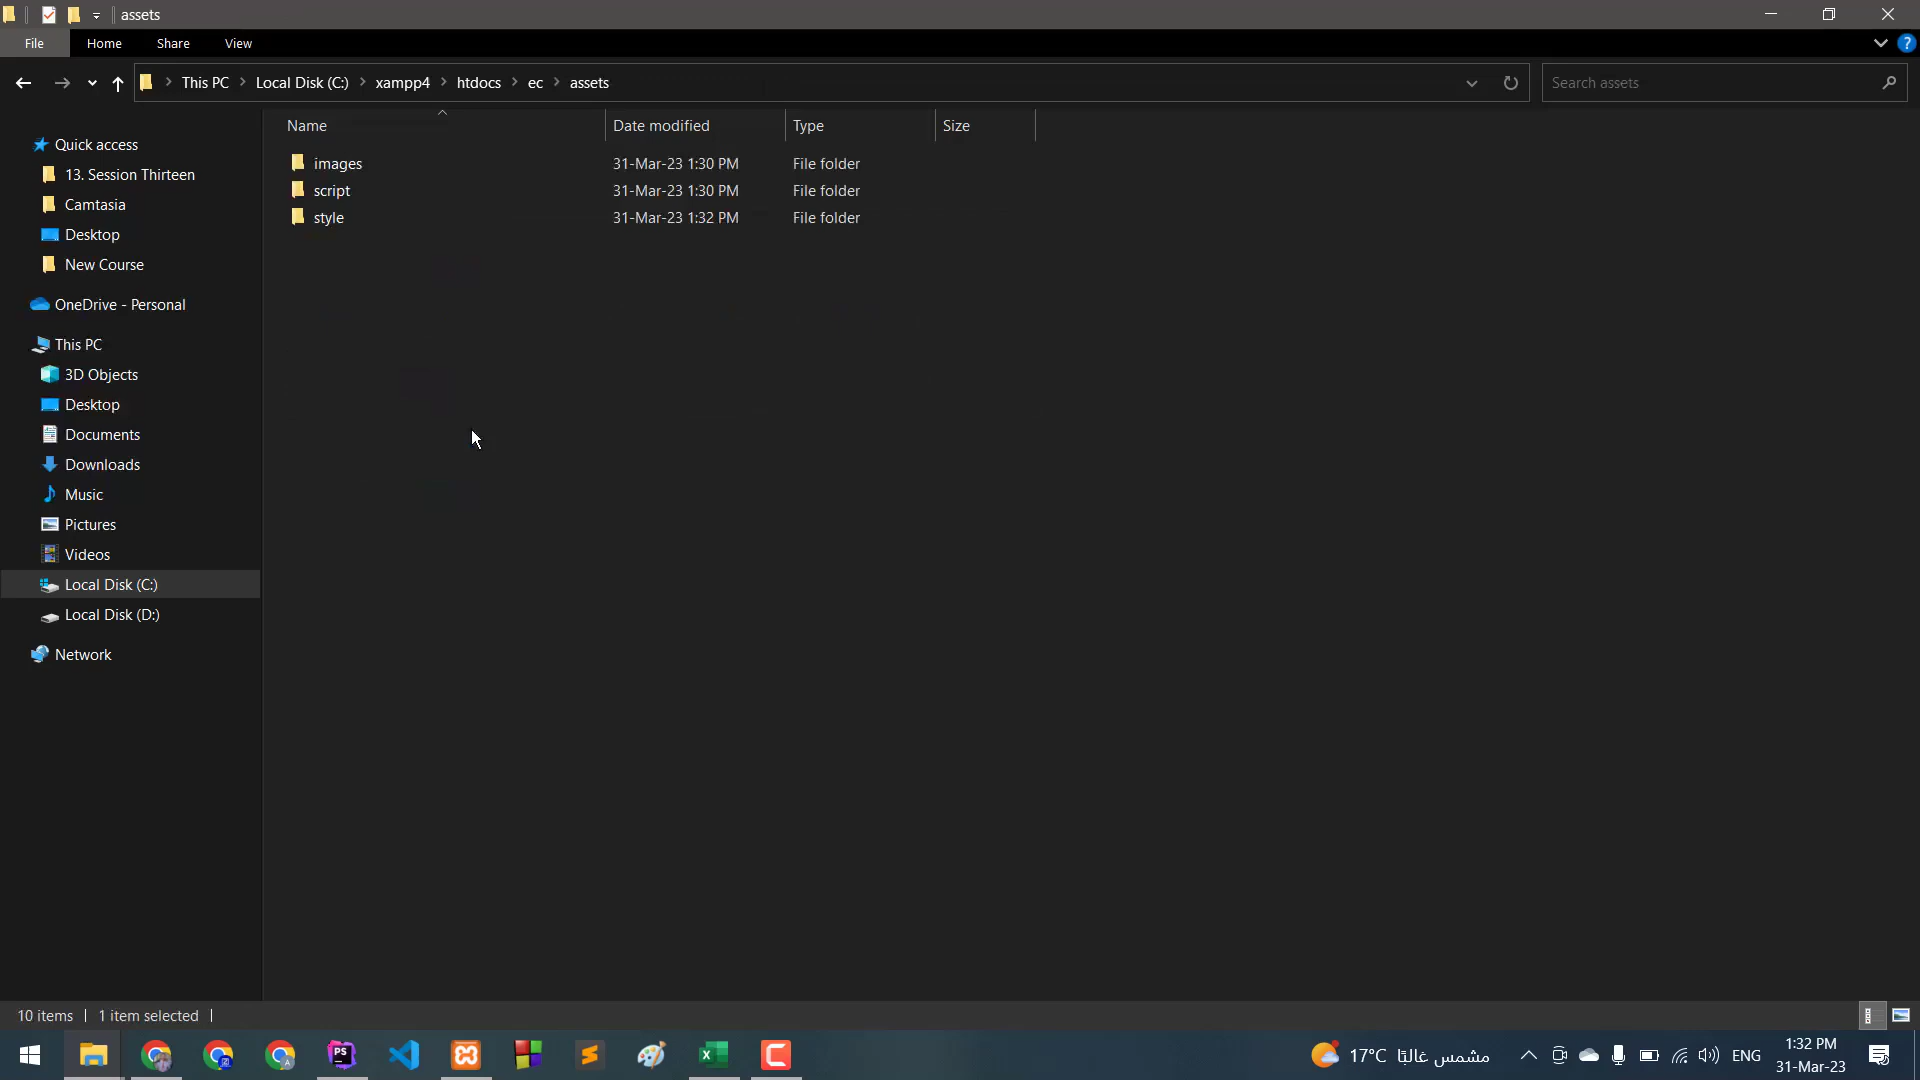 assets
File Home Share View
This PC Local Disk (C:) xampp4 htdocs ec assets
Search assets
Name Date modified Type Size
images 31-Mar-23 1:30 PM File folder
script 31-Mar-23 1:30 PM File folder
style 31-Mar-23 1:32 PM File folder
Quick access
13. Session Thirteen
Camtasia
Desktop
New Course
OneDrive - Personal
This PC
3D Objects
Desktop
Documents
Downloads
Music
Pictures
Videos
Local Disk (C:)
Local Disk (D:)
Network
10 items 1 item selected
PS
17°C مشمس غالبًا
ENG
1:32 PM
31-Mar-23